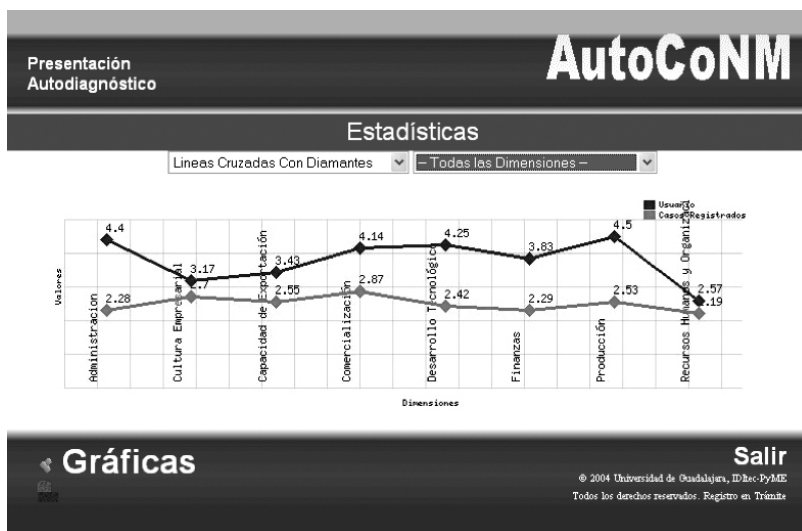 Presentación
Autodiagnóstico
AutoCoNM
Estadísticas
Lineas Cruzadas Con Diamantes
-- Todas las Dimensiones --
Usuario
Casos Registrados
4.4
3.17
3.43
4.14
4.25
3.83
4.5
2.57
2.28
2.7
2.55
2.87
2.42
2.29
2.53
2.19
Valores
Administracion
Cultura Empresarial
Capacidad de Exportación
Comercialización
Desarrollo Tecnológico
Finanzas
Producción
Recursos Humanos y Organizaci
Dimensiones
Gráficas
Salir
© 2004 Universidad de Guadalajara, IDItec-PyME
Todos los derechos reservados. Registro en Trámite